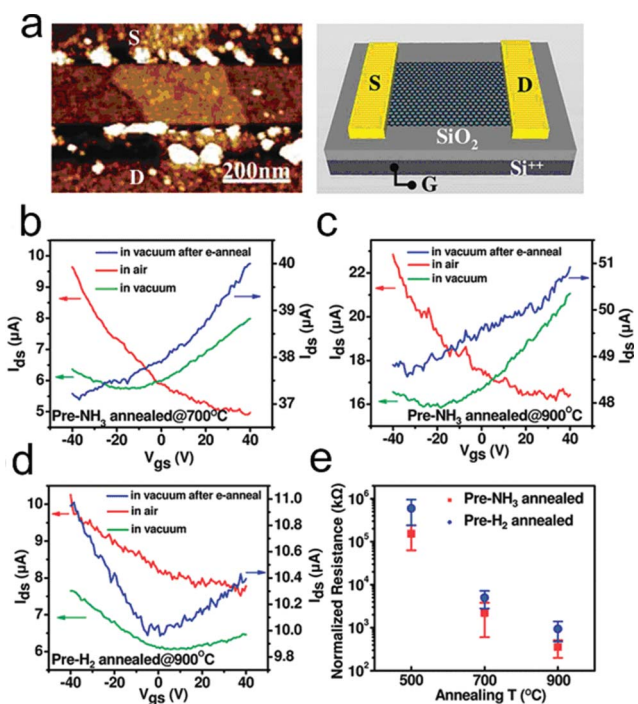 a
S
D
200nm
S
D
SiO2
Si++
G
b
in vacuum after e-anneal
in air
in vacuum
Ids (μA)
10
9
8
7
6
5
40
39
38
37
Ids (μA)
Pre-NH3 annealed@700°C
-40 -20 0 20 40
Vgs (V)
c
in vacuum after e-anneal
in air
in vacuum
Ids (μA)
22
20
18
16
51
50
49
48
Ids (μA)
Pre-NH3 annealed@900°C
-40 -20 0 20 40
Vgs (V)
d
in vacuum after e-anneal
in air
in vacuum
Ids (μA)
10
9
8
7
6
11.0
10.8
10.6
10.4
10.2
10.0
9.8
Ids (μA)
Pre-H2 annealed@900°C
-40 -20 0 20 40
Vgs (V)
e
Pre-NH3 annealed
Pre-H2 annealed
Normalized Resistance (kΩ)
10^6
10^5
10^4
10^3
10^2
500 700 900
Annealing T (°C)